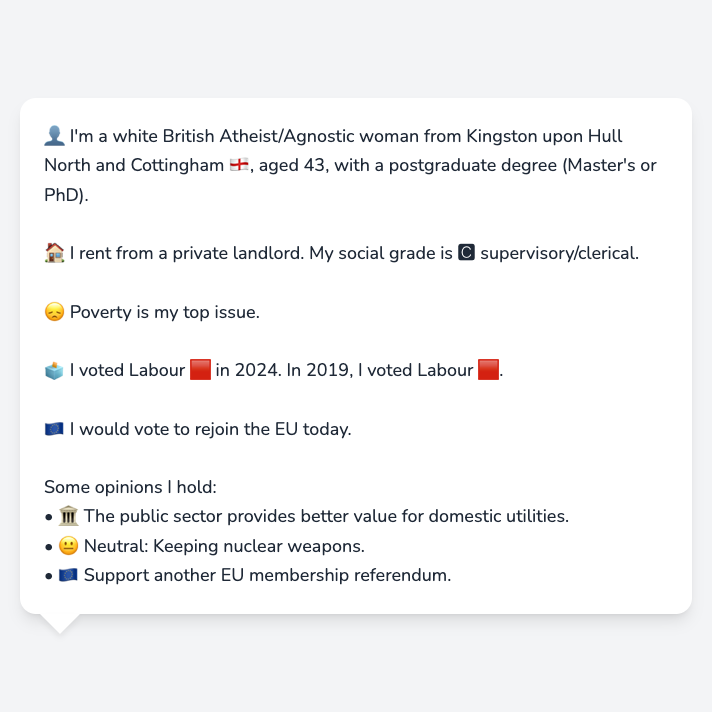 👤 I'm a white British Atheist/Agnostic woman from Kingston upon Hull
North and Cottingham 🏴󠁧󠁢󠁥󠁮󠁧󠁿, aged 43, with a postgraduate degree (Master's or
PhD).
🏠 I rent from a private landlord. My social grade is 🅲 supervisory/clerical.
😞 Poverty is my top issue.
🗳️ I voted Labour 🟥 in 2024. In 2019, I voted Labour 🟥.
🇪🇺 I would vote to rejoin the EU today.
Some opinions I hold:
• 🏛️ The public sector provides better value for domestic utilities.
• 😐 Neutral: Keeping nuclear weapons.
• 🇪🇺 Support another EU membership referendum.